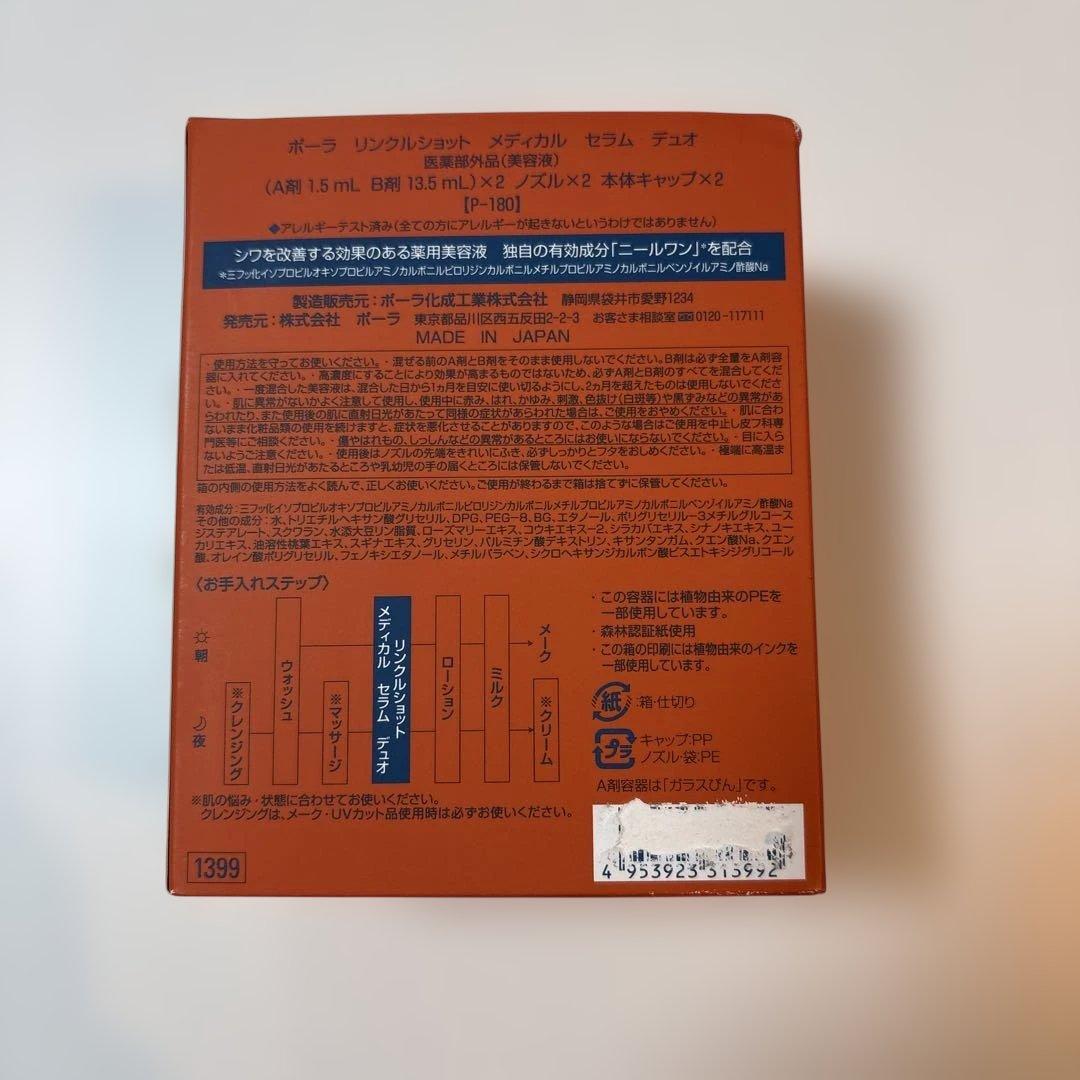 ポーラ リンクルショット メディカル セラム デュオ
医薬部外品(美容液)
(A剤 1.5 mL B剤 13.5 mL)×2 ノズル×2 本体キャップ×2
【P-180】
◆アレルギーテスト済み(全ての方にアレルギーが起きないというわけではありません)
シワを改善する効果のある薬用美容液 独自の有効成分「ニールワン」*を配合
*三フッ化イソプロピルオキソプロピルアミノカルボニルピロリジンカルボニルメチルプロピルアミノカルボニルベンゾイルアミノ酢酸Na
製造販売元:ポーラ化成工業株式会社 静岡県袋井市愛野1234
発売元:株式会社 ポーラ 東京都品川区西五反田2-2-3 お客さま相談室 0120-117111
MADE IN JAPAN
・使用方法を守ってお使いください。・混ぜる前のA剤とB剤をそのまま使用しないでください。B剤は必ず全量をA剤容
器に入れてください。・高濃度にすることにより効果が高まるものではないため、必ずA剤とB剤のすべてを混合してくだ
さい。・一度混合した美容液は、混合した日から1ヵ月を目安に使い切るようにし、2ヵ月を超えたものは使用しないでくださ
い。・肌に異常がないかよく注意して使用し、使用中に赤み、はれ、かゆみ、刺激、色抜け(白斑等)や黒ずみなどの異常があ
らわれたり、また使用後の肌に直射日光があたって同様の症状があらわれた場合は、ご使用をおやめください。・肌に合わ
ないまま化粧品類の使用を続けますと、症状を悪化させることがありますので、このような場合はご使用を中止し皮フ科専
門医等にご相談ください。・傷やはれもの、しっしんなどの異常があるところにはお使いにならないでください。・目に入ら
ないようご注意ください。・使用後はノズルの先端をきれいにふき、必ずしっかりとフタをおしめください。・極端に高温ま
たは低温、直射日光があたるところや乳幼児の手の届くところには保管しないでください。
箱の内側の使用方法をよく読んで、正しくお使いください。ご使用が終わるまで箱は捨てずに保管してください。
有効成分:三フッ化イソプロピルオキソプロピルアミノカルボニルピロリジンカルボニルメチルプロピルアミノカルボニルベンゾイルアミノ酢酸Na
その他の成分:水、トリエチルヘキサン酸グリセリル、DPG、PEG-8、BG、エタノール、ポリグリセリル-3メチルグルコース
ジステアレート、スクワラン、水添大豆リン脂質、ローズマリーエキス、コウキエキス-2、シラカバエキス、シナノキエキス、ユー
カリエキス、油溶性桃葉エキス、スギナエキス、グリセリン、パルミチン酸デキストリン、キサンタンガム、クエン酸Na、クエン
酸、オレイン酸ポリグリセリル、フェノキシエタノール、メチルパラベン、シクロヘキサンジカルボン酸ビスエトキシジグリコール
〈お手入れステップ〉
朝
夜
※クレンジング
ウォッシュ
※マッサージ
リンクルショット
メディカル セラム デュオ
ローション
ミルク
メーク
※クリーム
※肌の悩み・状態に合わせてお使いください。
クレンジングは、メーク・UVカット品使用時は必ずお使いください。
・この容器には植物由来のPEを
一部使用しています。
・森林認証紙使用
・この箱の印刷には植物由来のインクを
一部使用しています。
紙:箱・仕切り
プラ
キャップ:PP
ノズル・袋:PE
A剤容器は「ガラスびん」です。
1399
4 953923 313992